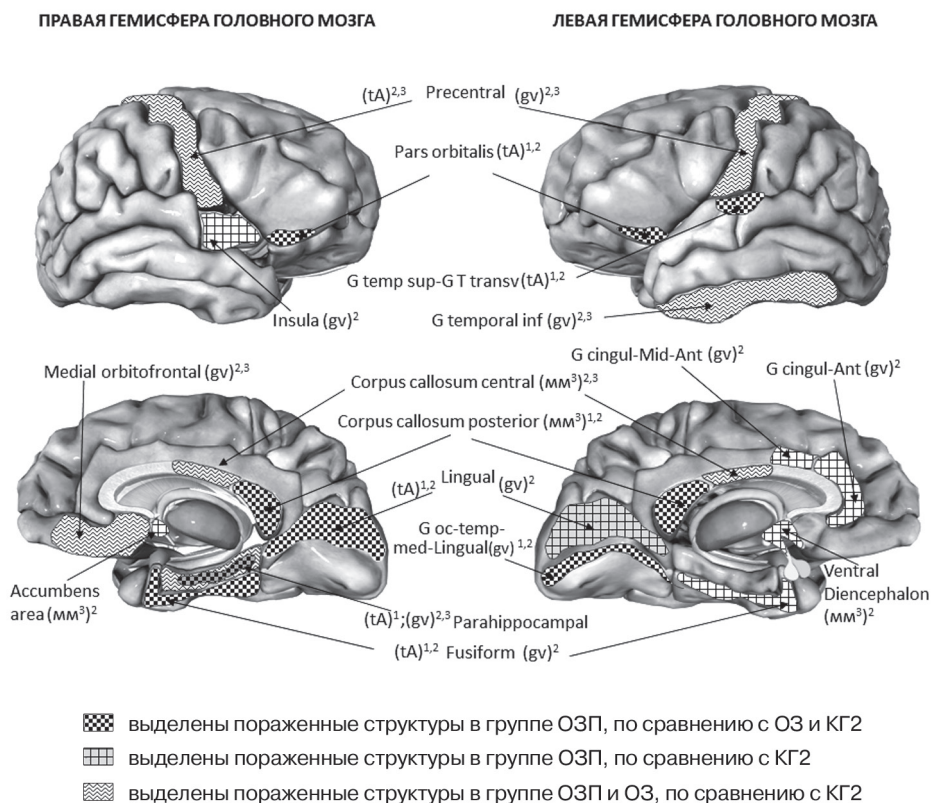 ПРАВАЯ ГЕМИСФЕРА ГОЛОВНОГО МОЗГА
ЛЕВАЯ ГЕМИСФЕРА ГОЛОВНОГО МОЗГА
(tA)2,3 Precentral (gv)2,3
Pars orbitalis (tA)1,2
G temp sup-G T transv (tA)1,2
Insula (gv)2
G temporal inf (gv)2,3
G cingul-Mid-Ant (gv)2
G cingul-Ant (gv)2
Medial orbitofrontal (gv)2,3
Corpus callosum central (мм3)2,3
Corpus callosum posterior (мм3)1,2
(tA)1,2 Lingual (gv)2
G oc-temp-
med-Lingual(gv) 1,2
Accumbens
area (мм3)2
Ventral
Diencephalon
(мм3)2
(tA)1;(gv)2,3 Parahippocampal
(tA)1,2 Fusiform (gv)2
выделены пораженные структуры в группе ОЗП, по сравнению с ОЗ и КГ2
выделены пораженные структуры в группе ОЗП, по сравнению с КГ2
выделены пораженные структуры в группе ОЗП и ОЗ, по сравнению с КГ2